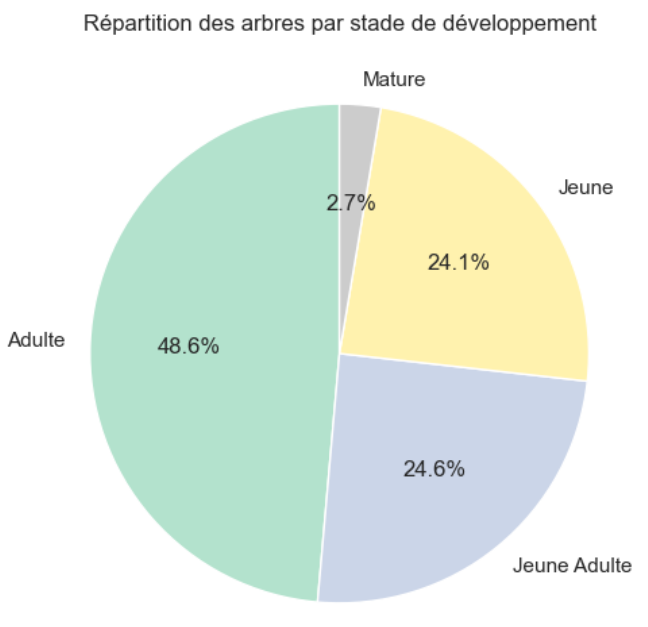 Répartition des arbres par stade de développement
Mature
Jeune
2.7%
24.1%
Adulte
48.6%
24.6%
Jeune Adulte